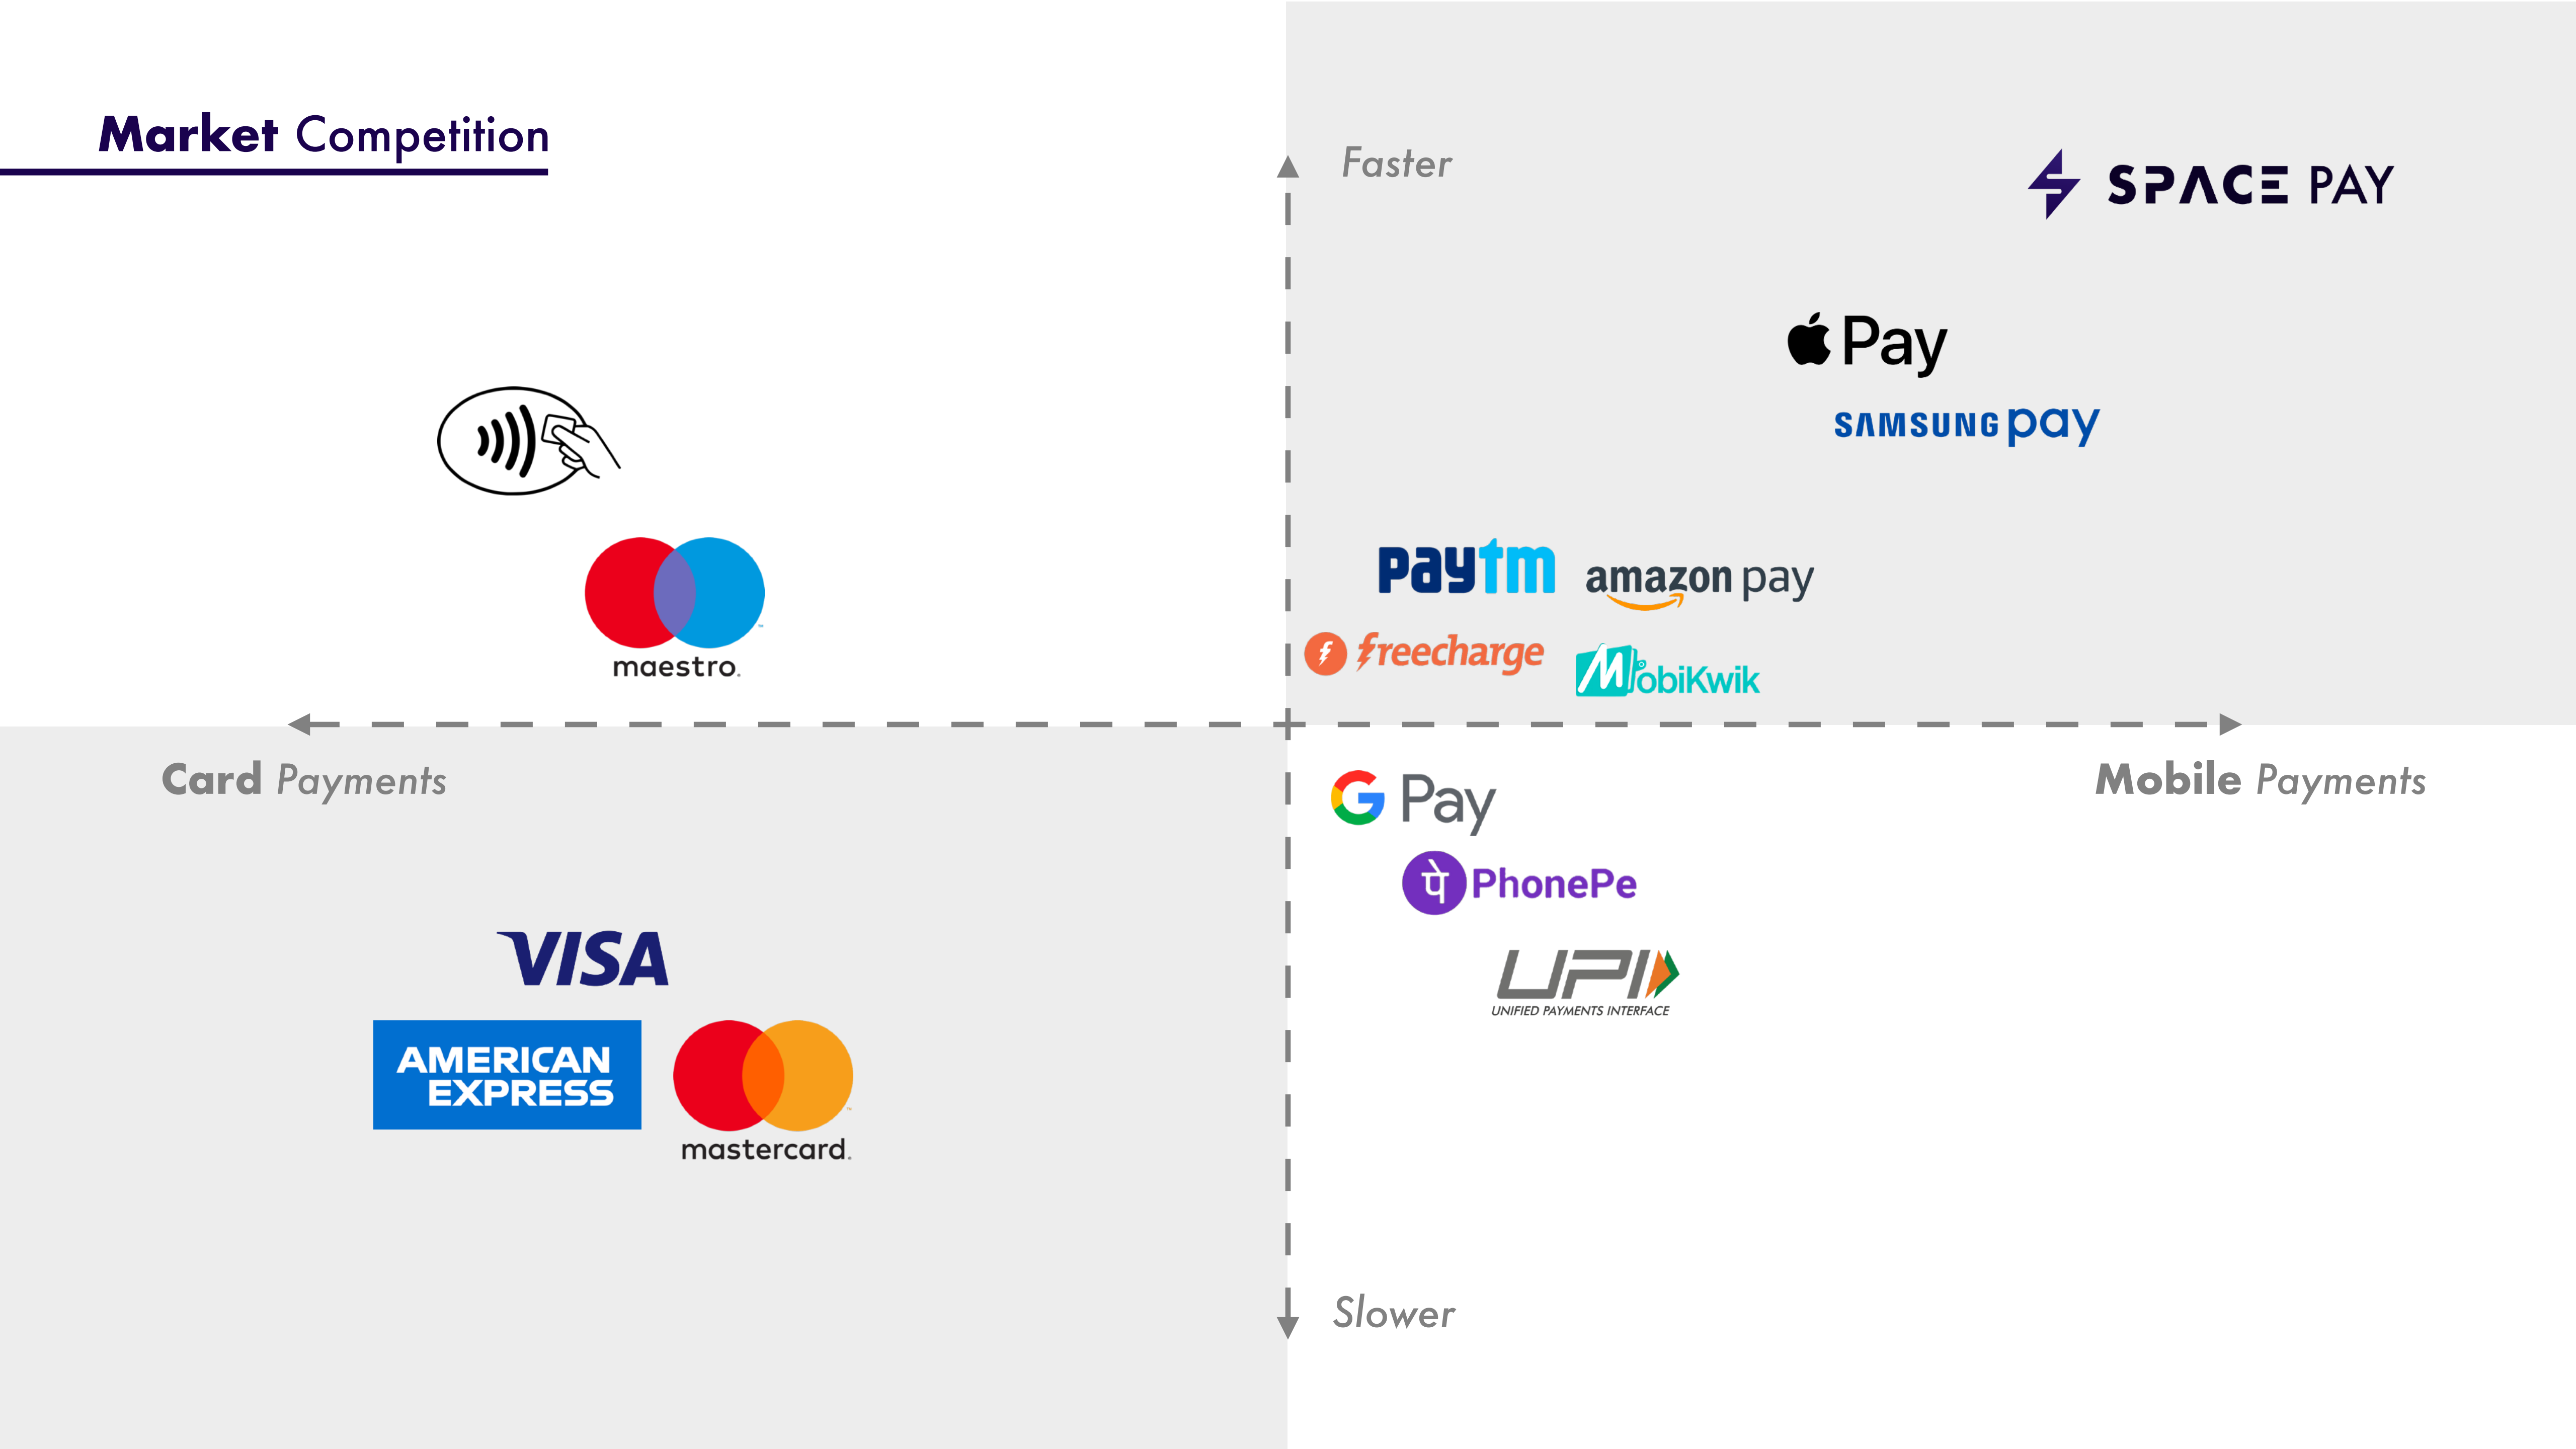 Market Competition
Faster
SPACE PAY
Pay
SAMSUNG pay
paytm
amazon pay
maestro.
freecharge
MobiKwik
Card Payments
Mobile Payments
G Pay
पे PhonePe
VISA
UPI
UNIFIED PAYMENTS INTERFACE
AMERICAN
EXPRESS
mastercard.
Slower